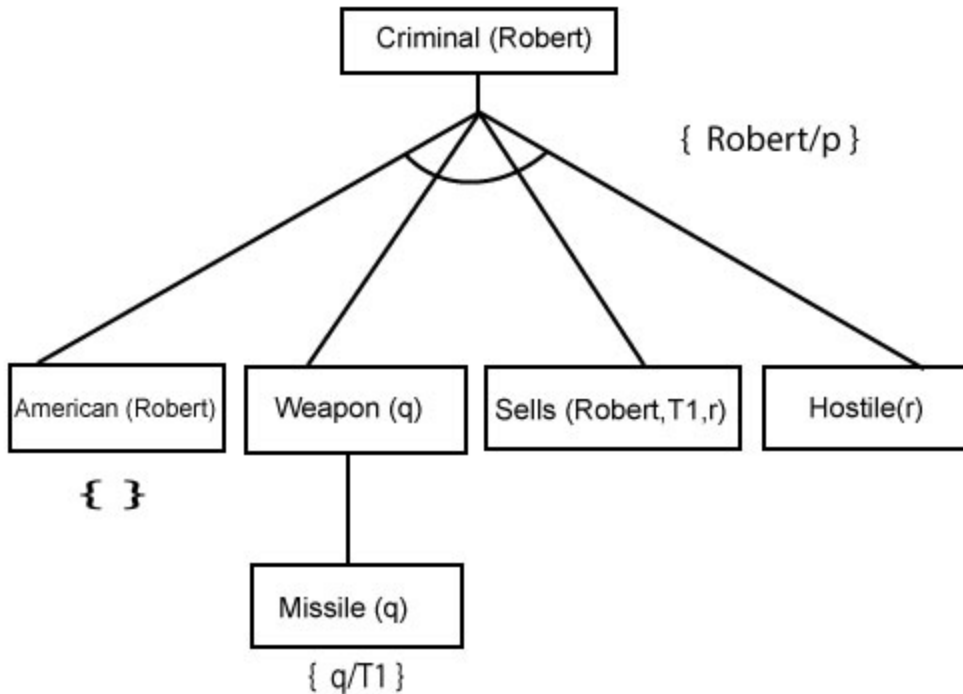 Criminal (Robert)
{ Robert/p }
American (Robert)
Weapon (q)
Sells (Robert,T1,r)
Hostile(r)
{ }
Missile (q)
{ q/T1 }